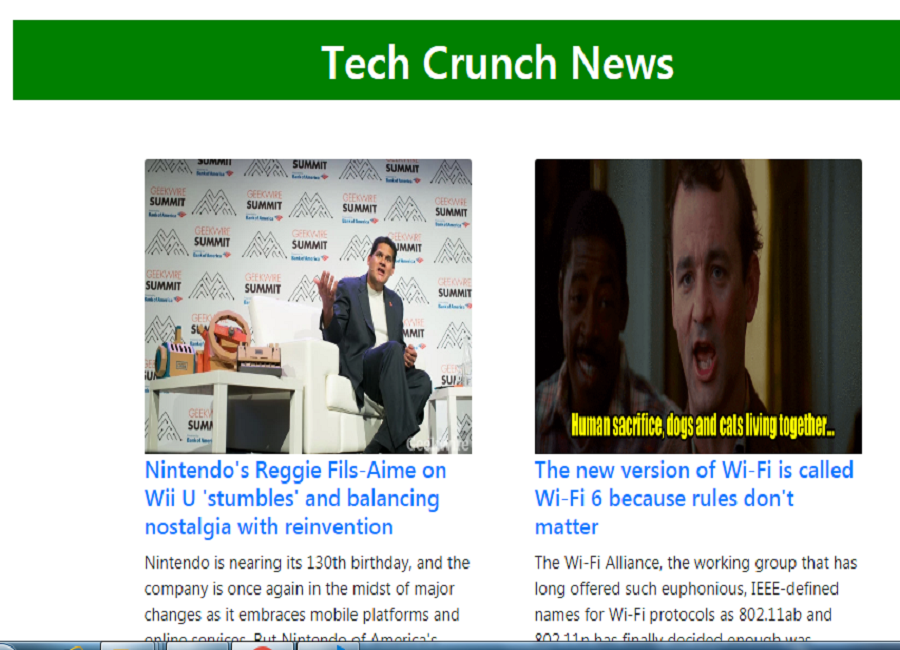 Tech Crunch News
GEEKWIRE
SUMMIT
Bank of America
Human sacrifice, dogs and cats living together...
Nintendo's Reggie Fils-Aime on
Wii U 'stumbles' and balancing
nostalgia with reinvention
Nintendo is nearing its 130th birthday, and the
company is once again in the midst of major
changes as it embraces mobile platforms and
online services. But Nintendo of America's
The new version of Wi-Fi is called
Wi-Fi 6 because rules don't
matter
The Wi-Fi Alliance, the working group that has
long offered such euphonious, IEEE-defined
names for Wi-Fi protocols as 802.11ab and
802.11n has finally decided enough was